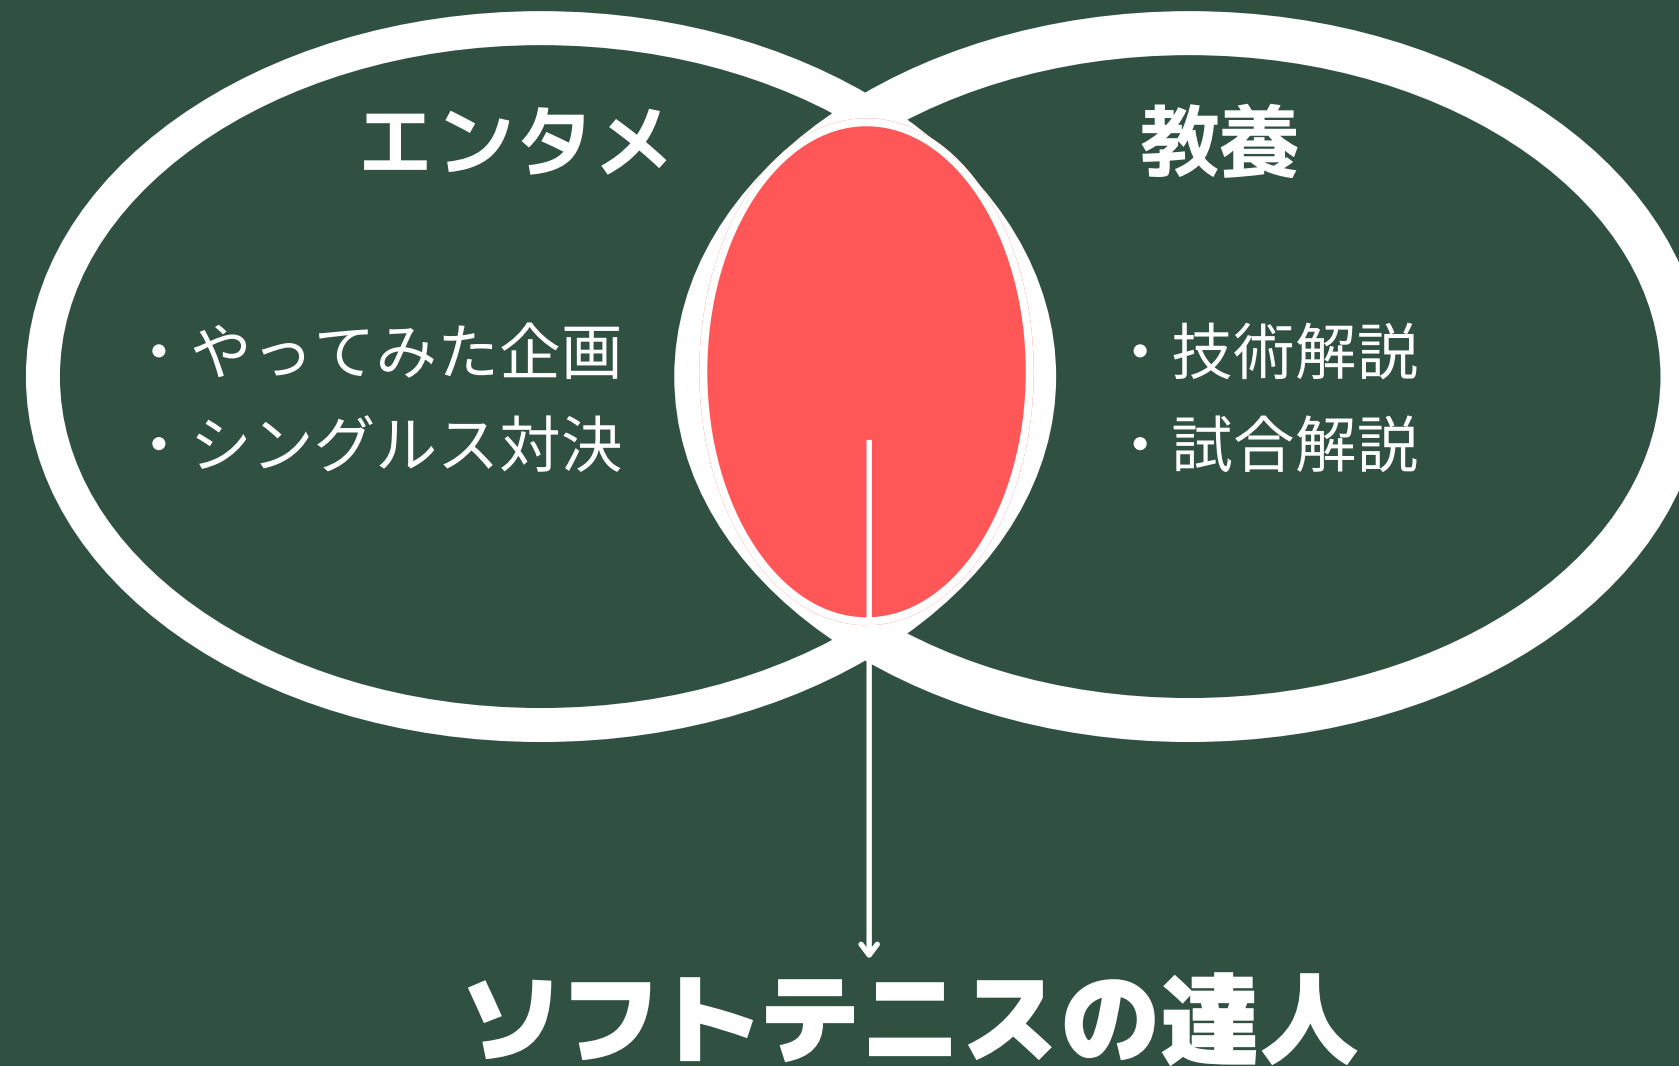 エンタメ
・やってみた企画
・シングルス対決
教養
・技術解説
・試合解説
ソフトテニスの達人